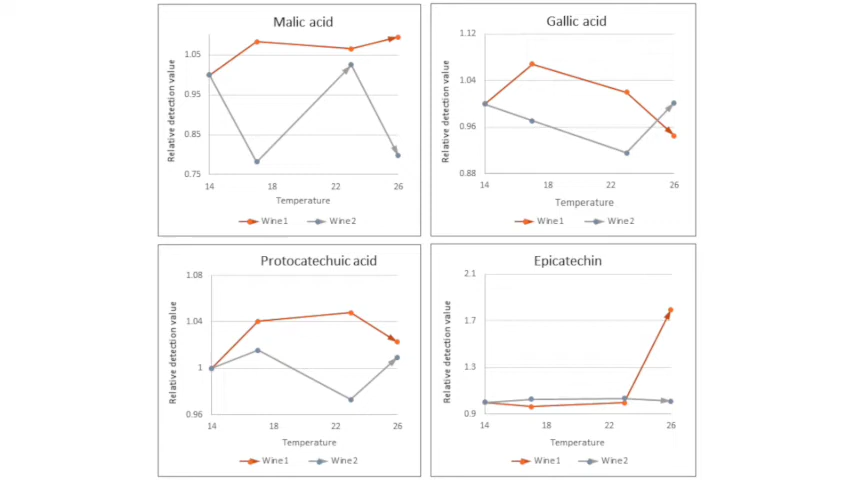 Malic acid
Relative detection value
1.05
0.95
0.85
0.75
14 18 22 26
Temperature
Wine1 Wine2
Gallic acid
Relative detection value
1.12
1.04
0.96
0.88
14 18 22 26
Temperature
Wine1 Wine2
Protocatechuic acid
Relative detection value
1.08
1.04
1
0.96
14 18 22 26
Temperature
Wine1 Wine2
Epicatechin
Relative detection value
2.1
1.7
1.3
0.9
14 18 22 26
Temperature
Wine1 Wine2